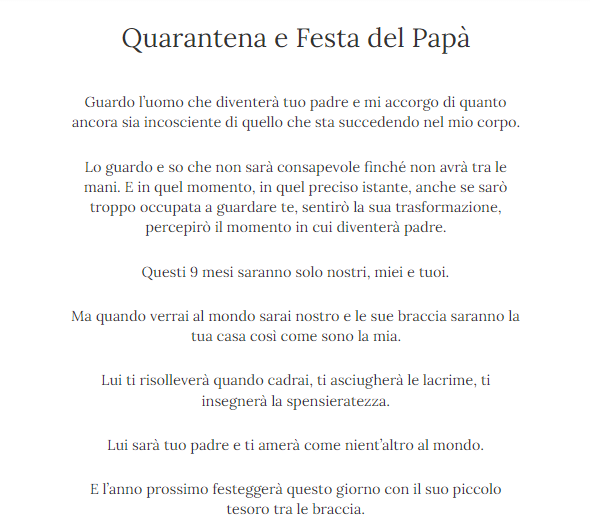 Quarantena e Festa del Papà
Guardo l'uomo che diventerà tuo padre e mi accorgo di quanto
ancora sia incosciente di quello che sta succedendo nel mio corpo.
Lo guardo e so che non sarà consapevole finché non avrà tra le
mani. E in quel momento, in quel preciso istante, anche se sarò
troppo occupata a guardare te, sentirò la sua trasformazione,
percepirò il momento in cui diventerà padre.
Questi 9 mesi saranno solo nostri, miei e tuoi.
Ma quando verrai al mondo sarai nostro e le sue braccia saranno la
tua casa così come sono la mia.
Lui ti risolleverà quando cadrai, ti asciugherà le lacrime, ti
insegnerà la spensieratezza.
Lui sarà tuo padre e ti amerà come nient'altro al mondo.
E l'anno prossimo festeggerà questo giorno con il suo piccolo
tesoro tra le braccia.